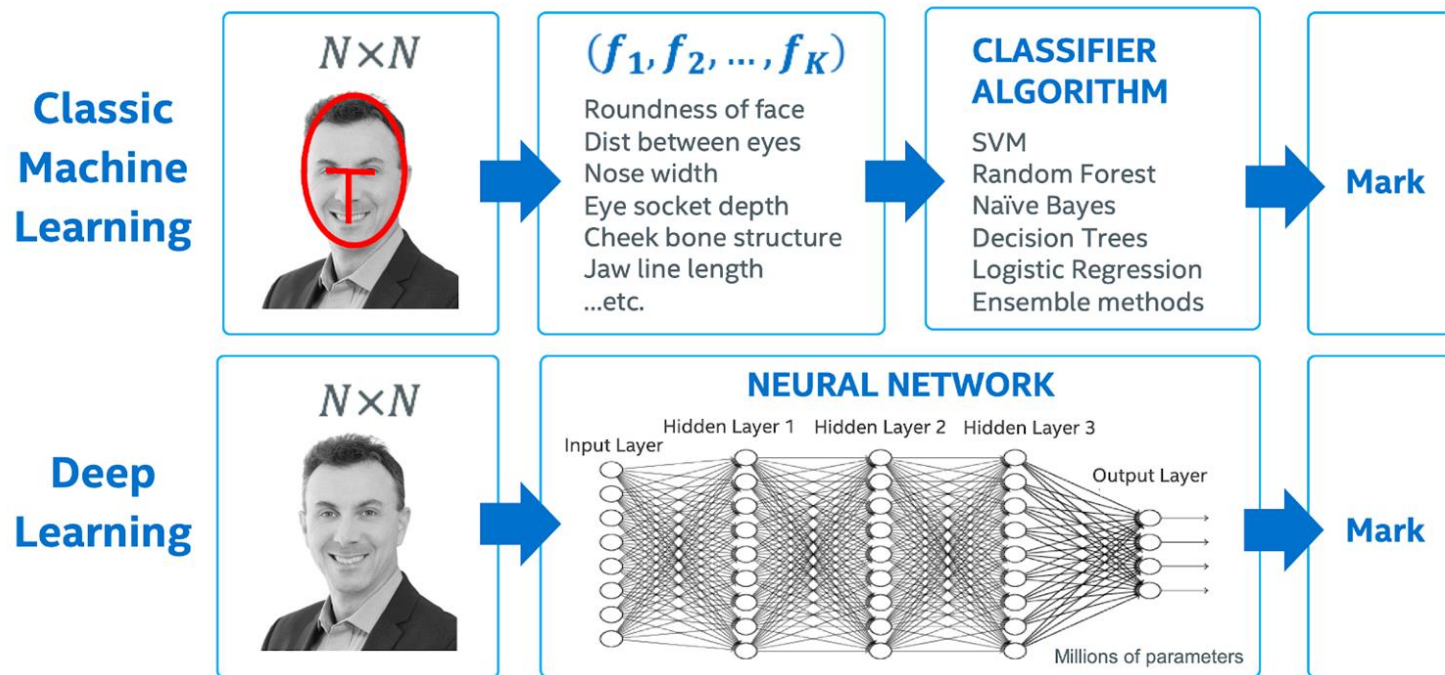 Classic
Machine
Learning
N×N
T
(f₁, f₂, ..., f_K)
Roundness of face
Dist between eyes
Nose width
Eye socket depth
Cheek bone structure
Jaw line length
...etc.
CLASSIFIER
ALGORITHM
SVM
Random Forest
Naïve Bayes
Decision Trees
Logistic Regression
Ensemble methods
Mark
Deep
Learning
N×N
NEURAL NETWORK
Input Layer
Hidden Layer 1
Hidden Layer 2
Hidden Layer 3
Output Layer
Millions of parameters
Mark